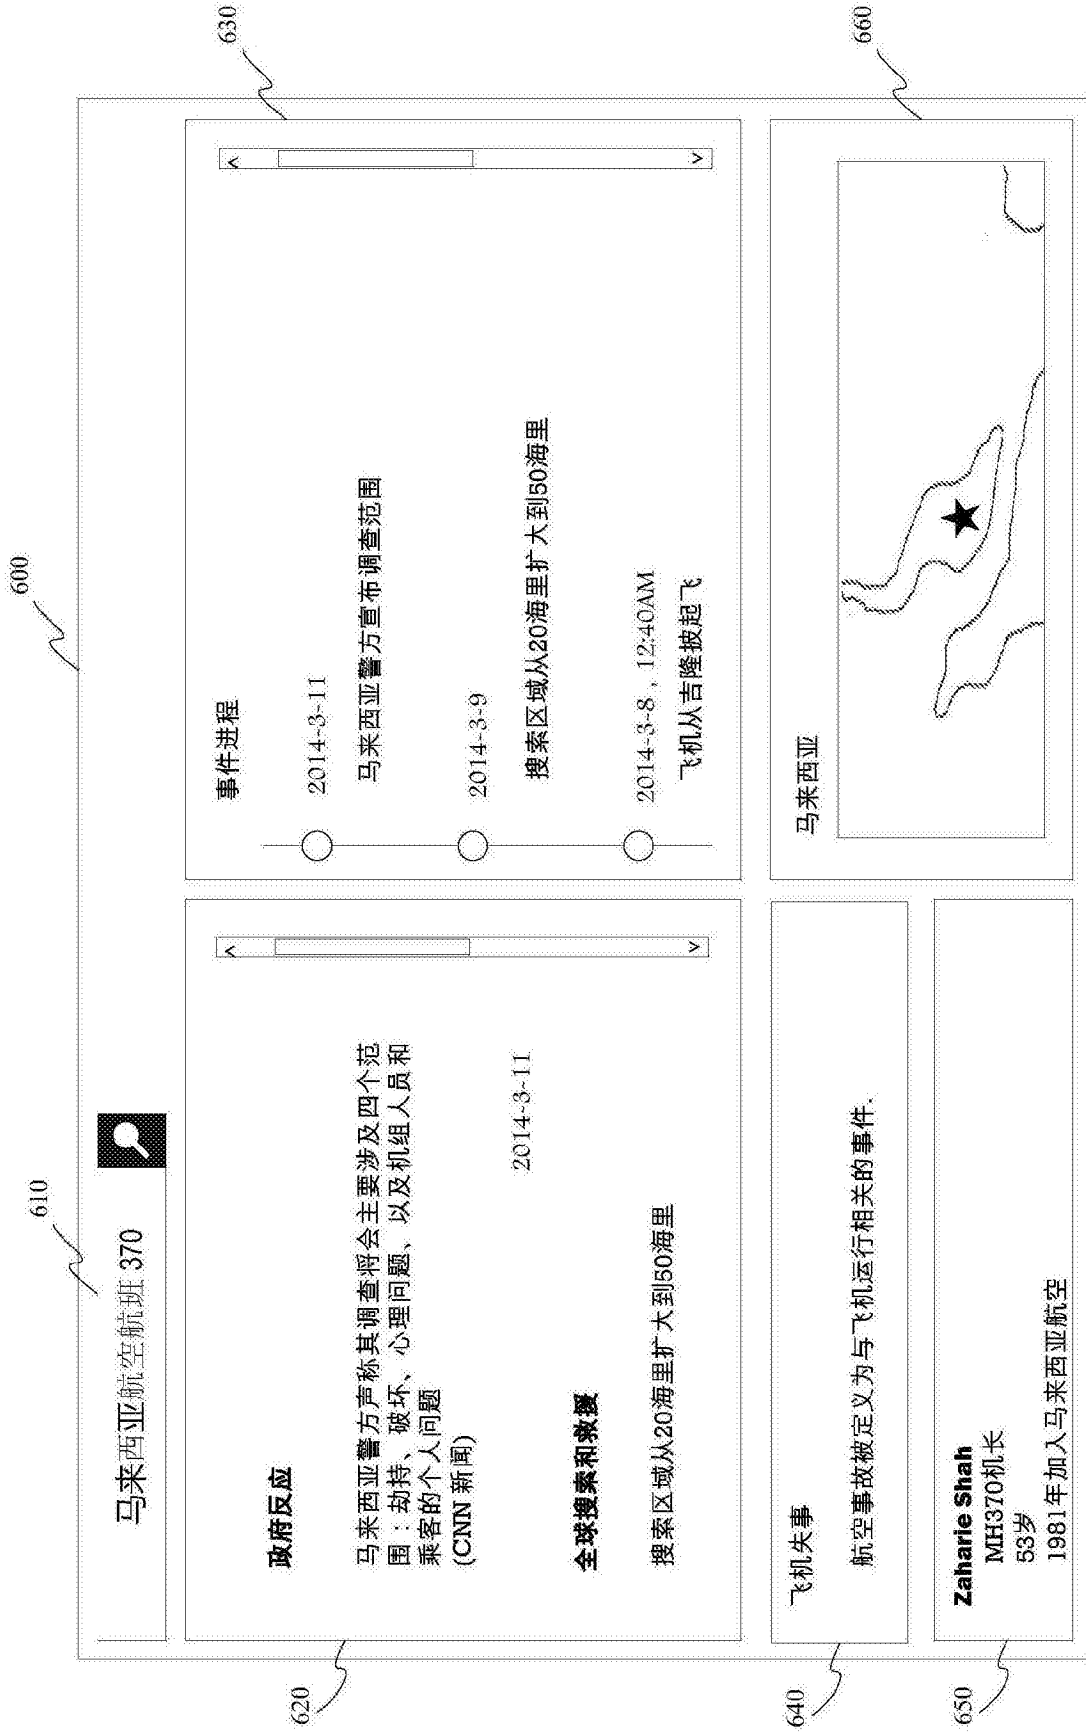 600
610
马来西亚航空航班 370
620
政府反应
马来西亚警方声称其调查将会主要涉及四个范
围：劫持、破坏、心理问题、以及机组人员和
乘客的个人问题
(CNN 新闻)
2014-3-11
全球搜索和救援
搜索区域从20海里扩大到50海里
630
事件进程
2014-3-11
马来西亚警方宣布调查范围
2014-3-9
搜索区域从20海里扩大到50海里
2014-3-8，12:40AM
飞机从吉隆披起飞
640
飞机失事
航空事故被定义为与飞机运行相关的事件.
650
Zaharie Shah
MH370机长
53岁
1981年加入马来西亚航空
660
马来西亚